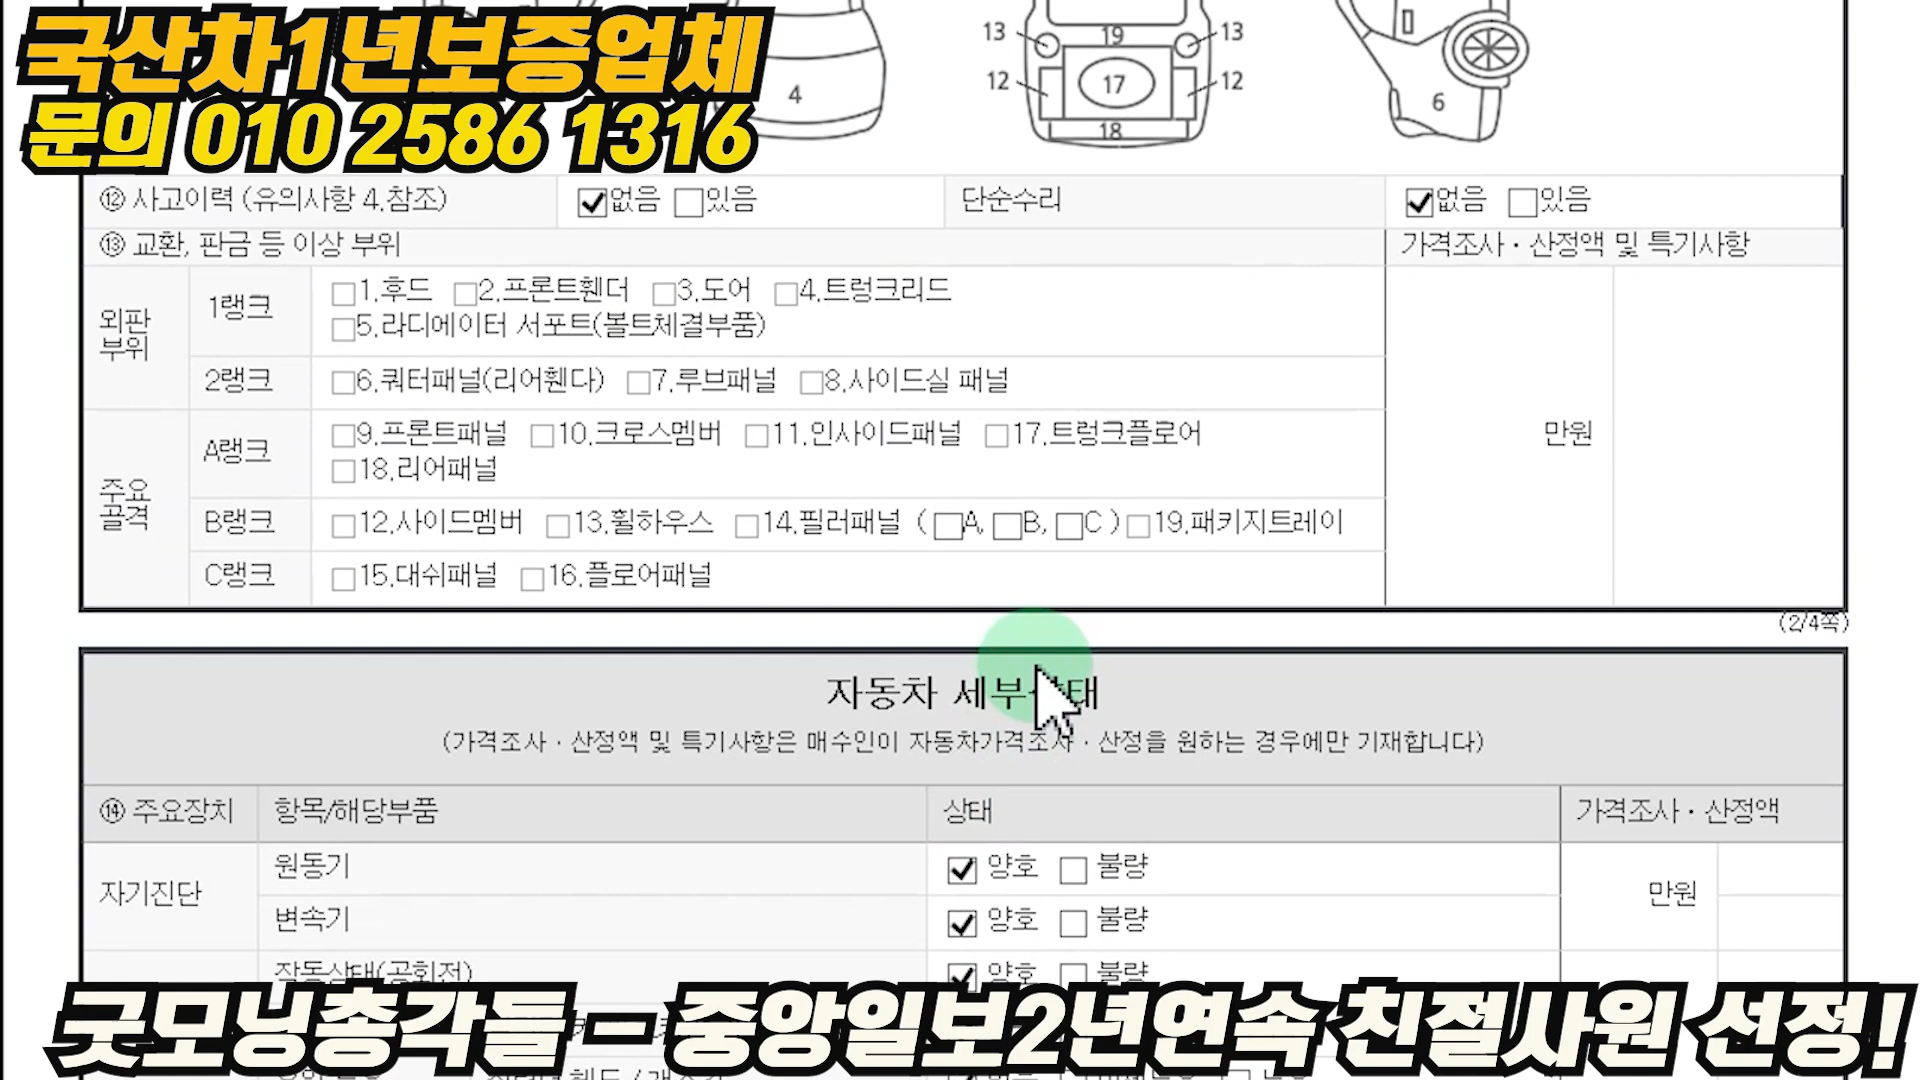 국산차1년보증업체
문의 010 2586 1316
4
13 19 13
12 17 12
18
6
⑫ 사고이력 (유의사항 4.참조) 없음 있음 단순수리 없음 있음
⑬ 교환, 판금 등 이상 부위 가격조사·산정액 및 특기사항
외판
부위
1랭크 1.후드 2.프론트휀더 3.도어 4.트렁크리드
5.라디에이터 서포트(볼트체결부품)
2랭크 6.쿼터패널(리어휀다) 7.루브패널 8.사이드실 패널
주요
골격
A랭크 9.프론트패널 10.크로스멤버 11.인사이드패널 17.트렁크플로어
18.리어패널
만원
B랭크 12.사이드멤버 13.휠하우스 14.필러패널 (A, B, C) 19.패키지트레이
C랭크 15.대쉬패널 16.플로어패널
(2/4쪽)
자동차 세부상태
(가격조사·산정액 및 특기사항은 매수인이 자동차가격조사·산정을 원하는 경우에만 기재합니다)
⑭ 주요장치 항목/해당부품 상태 가격조사·산정액
자기진단
원동기 양호 불량
만원
변속기 양호 불량
작동상태(공회전) 양호 불량
굿모닝총각들 - 중앙일보2년연속 친절사원 선정!